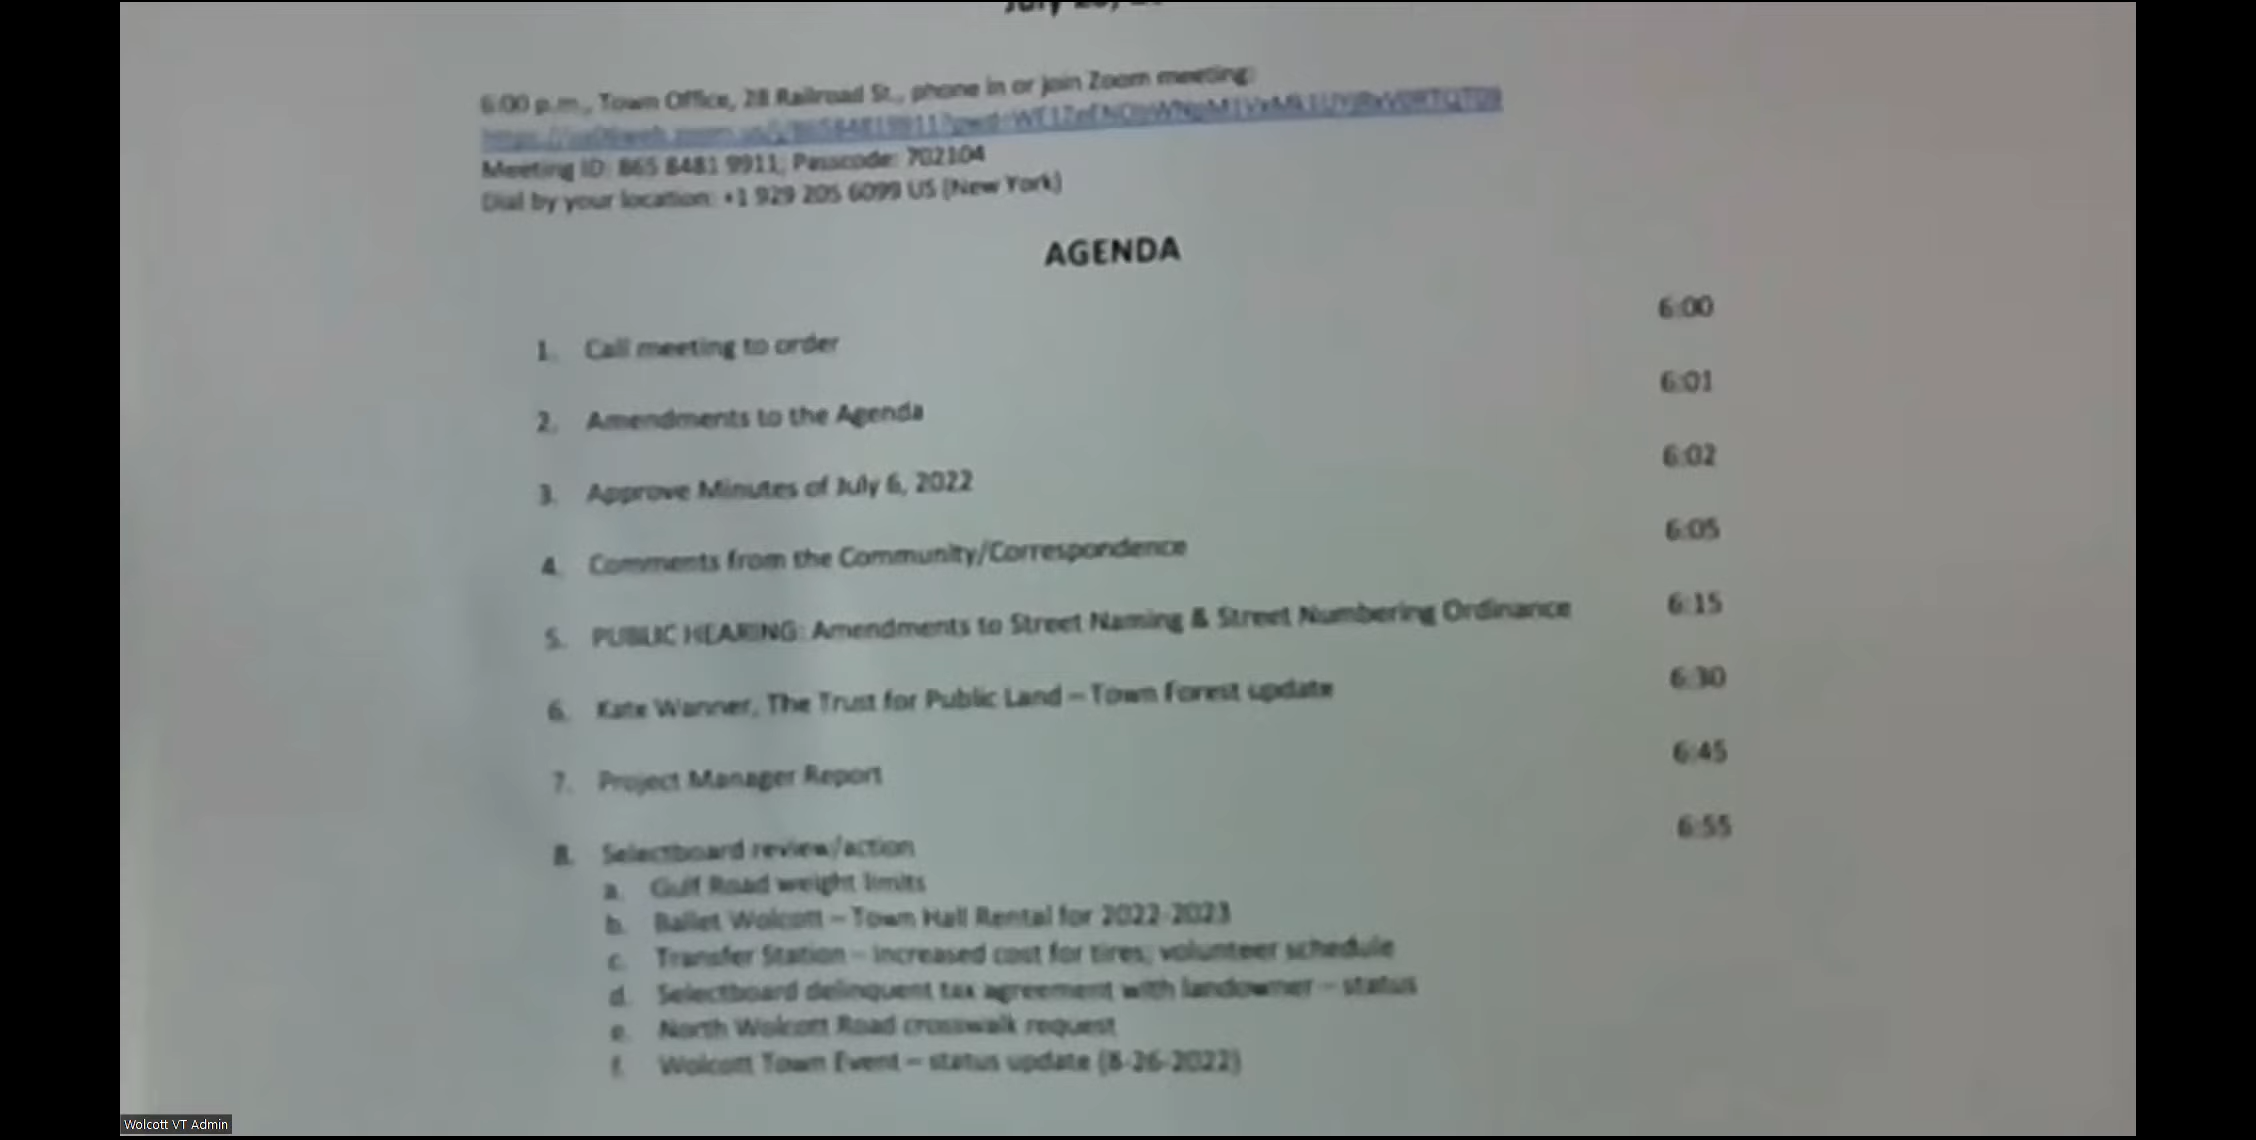 July 20,
6:00 p.m., Town Office, 28 Railroad St., phone in or join Zoom meeting:
Meeting ID: 865 8481 9911; Passcode: 702104
Dial by your location: +1 929 205 6099 US (New York)
AGENDA
6:00
1. Call meeting to order
6:01
2. Amendments to the Agenda
6:02
3. Approve Minutes of July 6, 2022
6:05
4. Comments from the Community/Correspondence
6:15
5. PUBLIC HEARING: Amendments to Street Naming & Street Numbering Ordinance
6:30
6. Kate Wanner, The Trust for Public Land – Town Forest update
6:45
7. Project Manager Report
6:55
8. Selectboard review/action
a. Gulf Road weight limits
b. Ballet Wolcott – Town Hall Rental for 2022-2023
c. Transfer Station – increased cost for tires; volunteer schedule
d. Selectboard delinquent tax agreement with landowner – status
e. North Wolcott Road crosswalk request
f. Wolcott Town Event – status update (8-26-2022)
Wolcott VT Admin